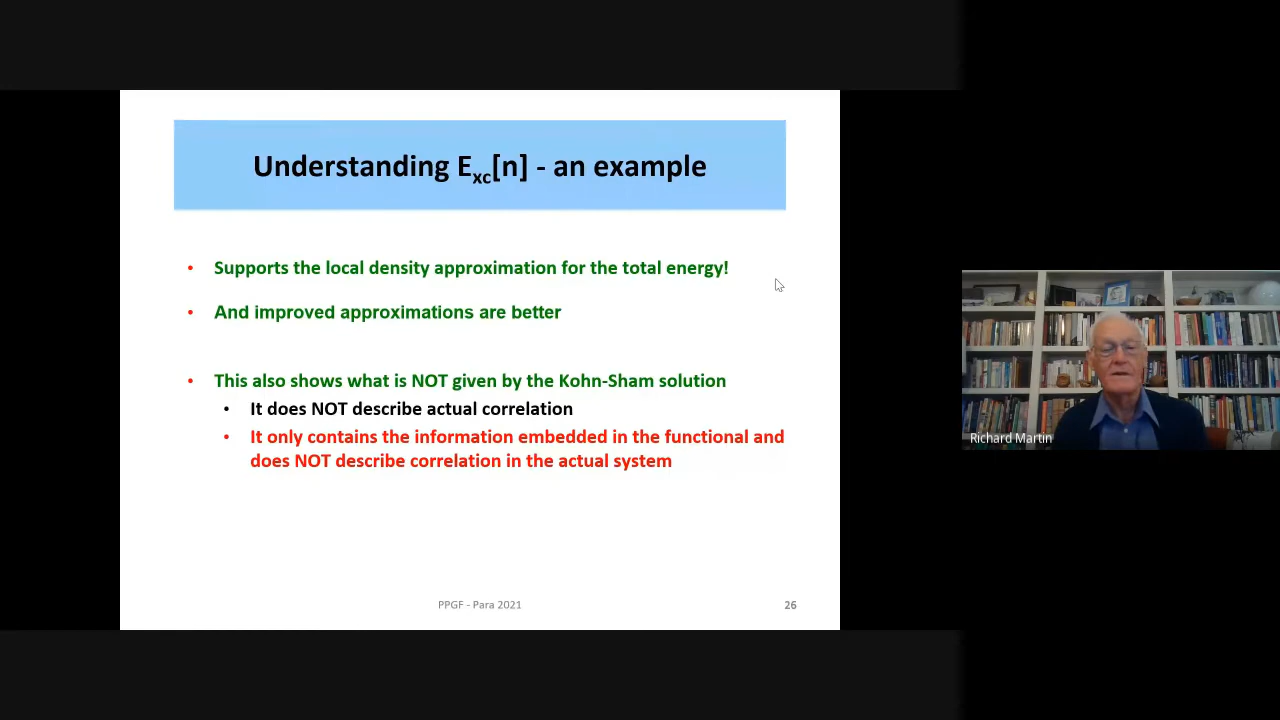 Understanding Exc[n] - an example
• Supports the local density approximation for the total energy!
• And improved approximations are better
• This also shows what is NOT given by the Kohn-Sham solution
• It does NOT describe actual correlation
• It only contains the information embedded in the functional and
does NOT describe correlation in the actual system
PPGF - Para 2021
26
Richard Martin